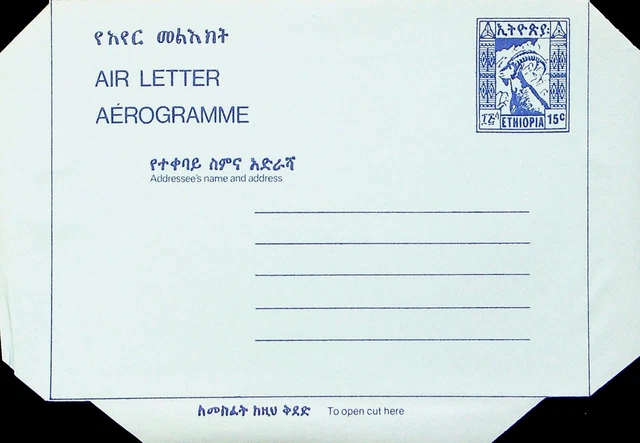 የአየር መልእክት
AIR LETTER
AÉROGRAMME
ኢትዮጵያ
ETHIOPIA 15c
የተቀባይ ስምና አድራሻ
Addressee's name and address
ለመክፈት ከዚህ ቅደድ To open cut here